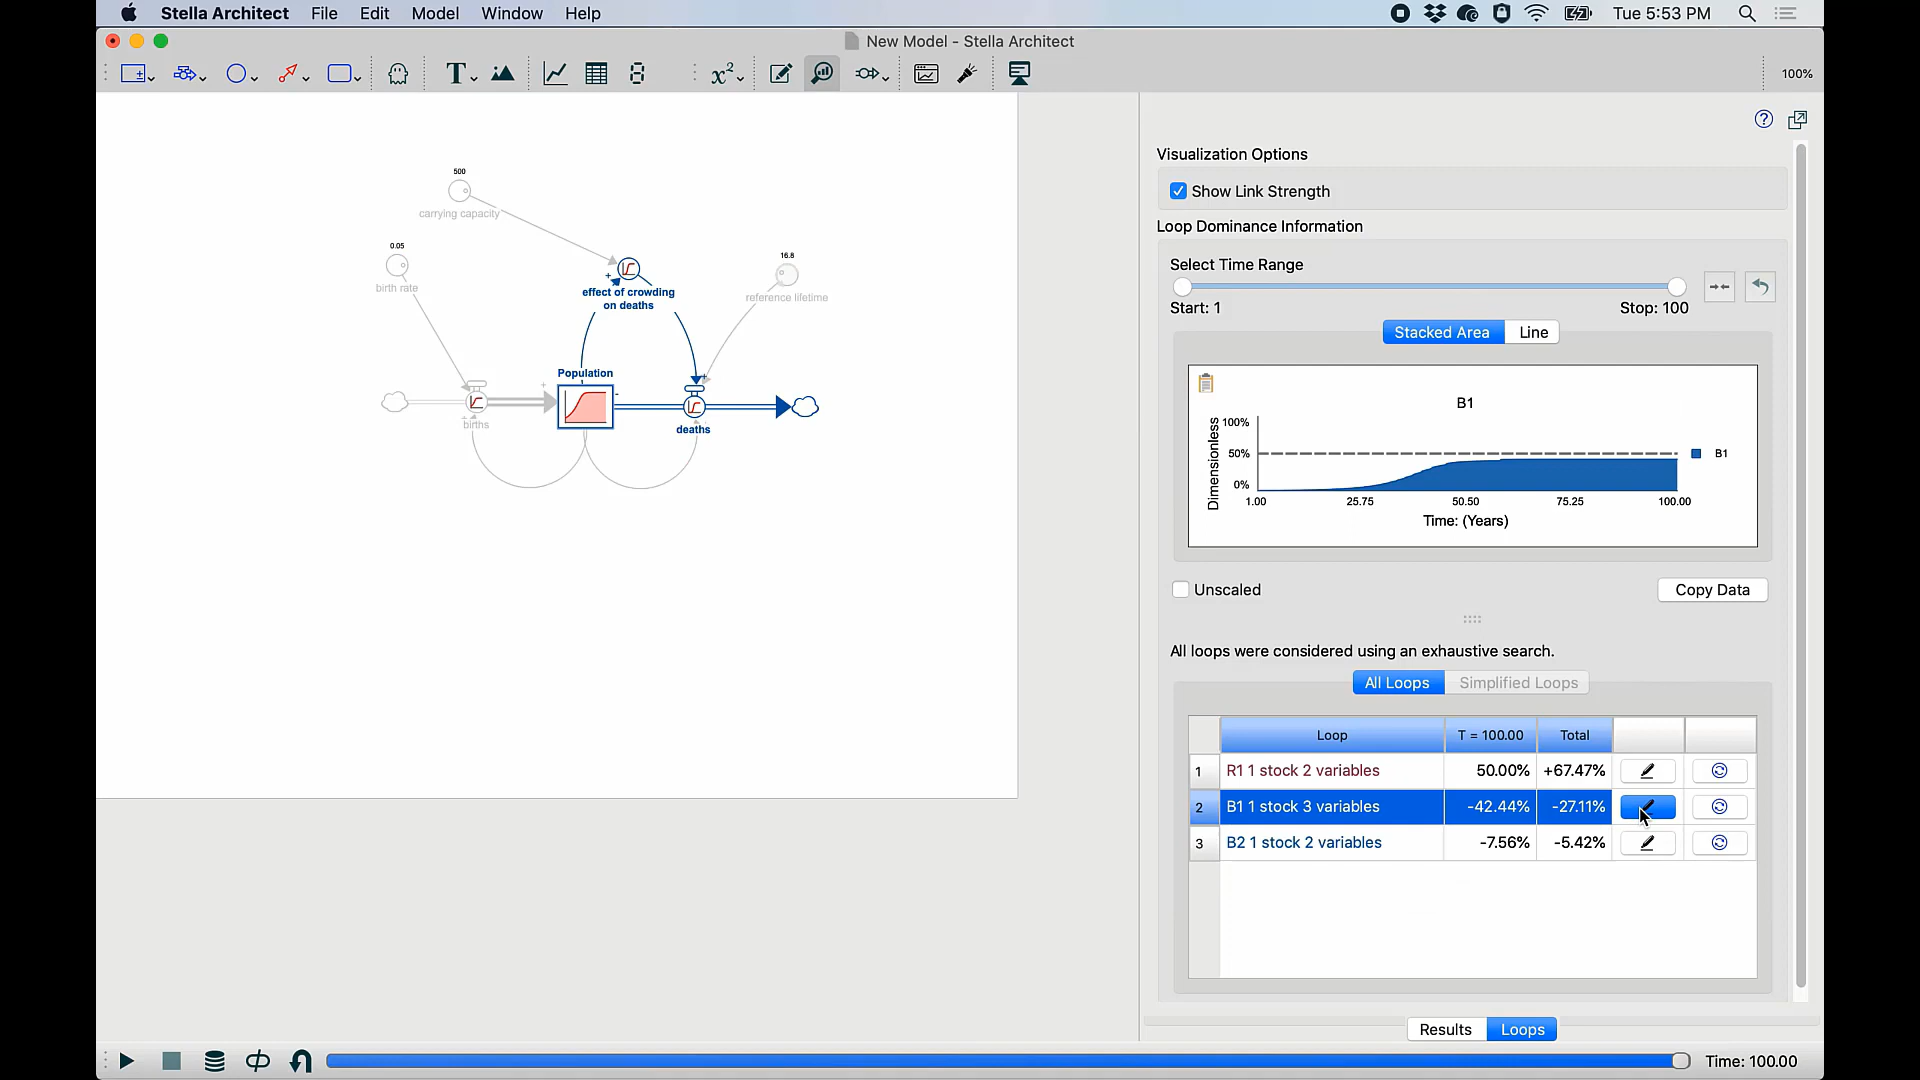 Stella Architect File Edit Model Window Help Tue 5:53 PM
New Model - Stella Architect
100%
Visualization Options
Show Link Strength
Loop Dominance Information
Select Time Range
Start: 1 Stop: 100
Stacked Area Line
B1
Dimensionless
100%
50%
0%
1.00 25.75 50.50 75.25 100.00
Time: (Years)
B1
Unscaled Copy Data
All loops were considered using an exhaustive search.
All Loops Simplified Loops
Loop T = 100.00 Total
1 R1 1 stock 2 variables 50.00% +67.47%
2 B1 1 stock 3 variables -42.44% -27.11%
3 B2 1 stock 2 variables -7.56% -5.42%
Results Loops
Time: 100.00
500
carrying capacity
0.05
birth rate
effect of crowding
on deaths
16.8
reference lifetime
Population
births
deaths